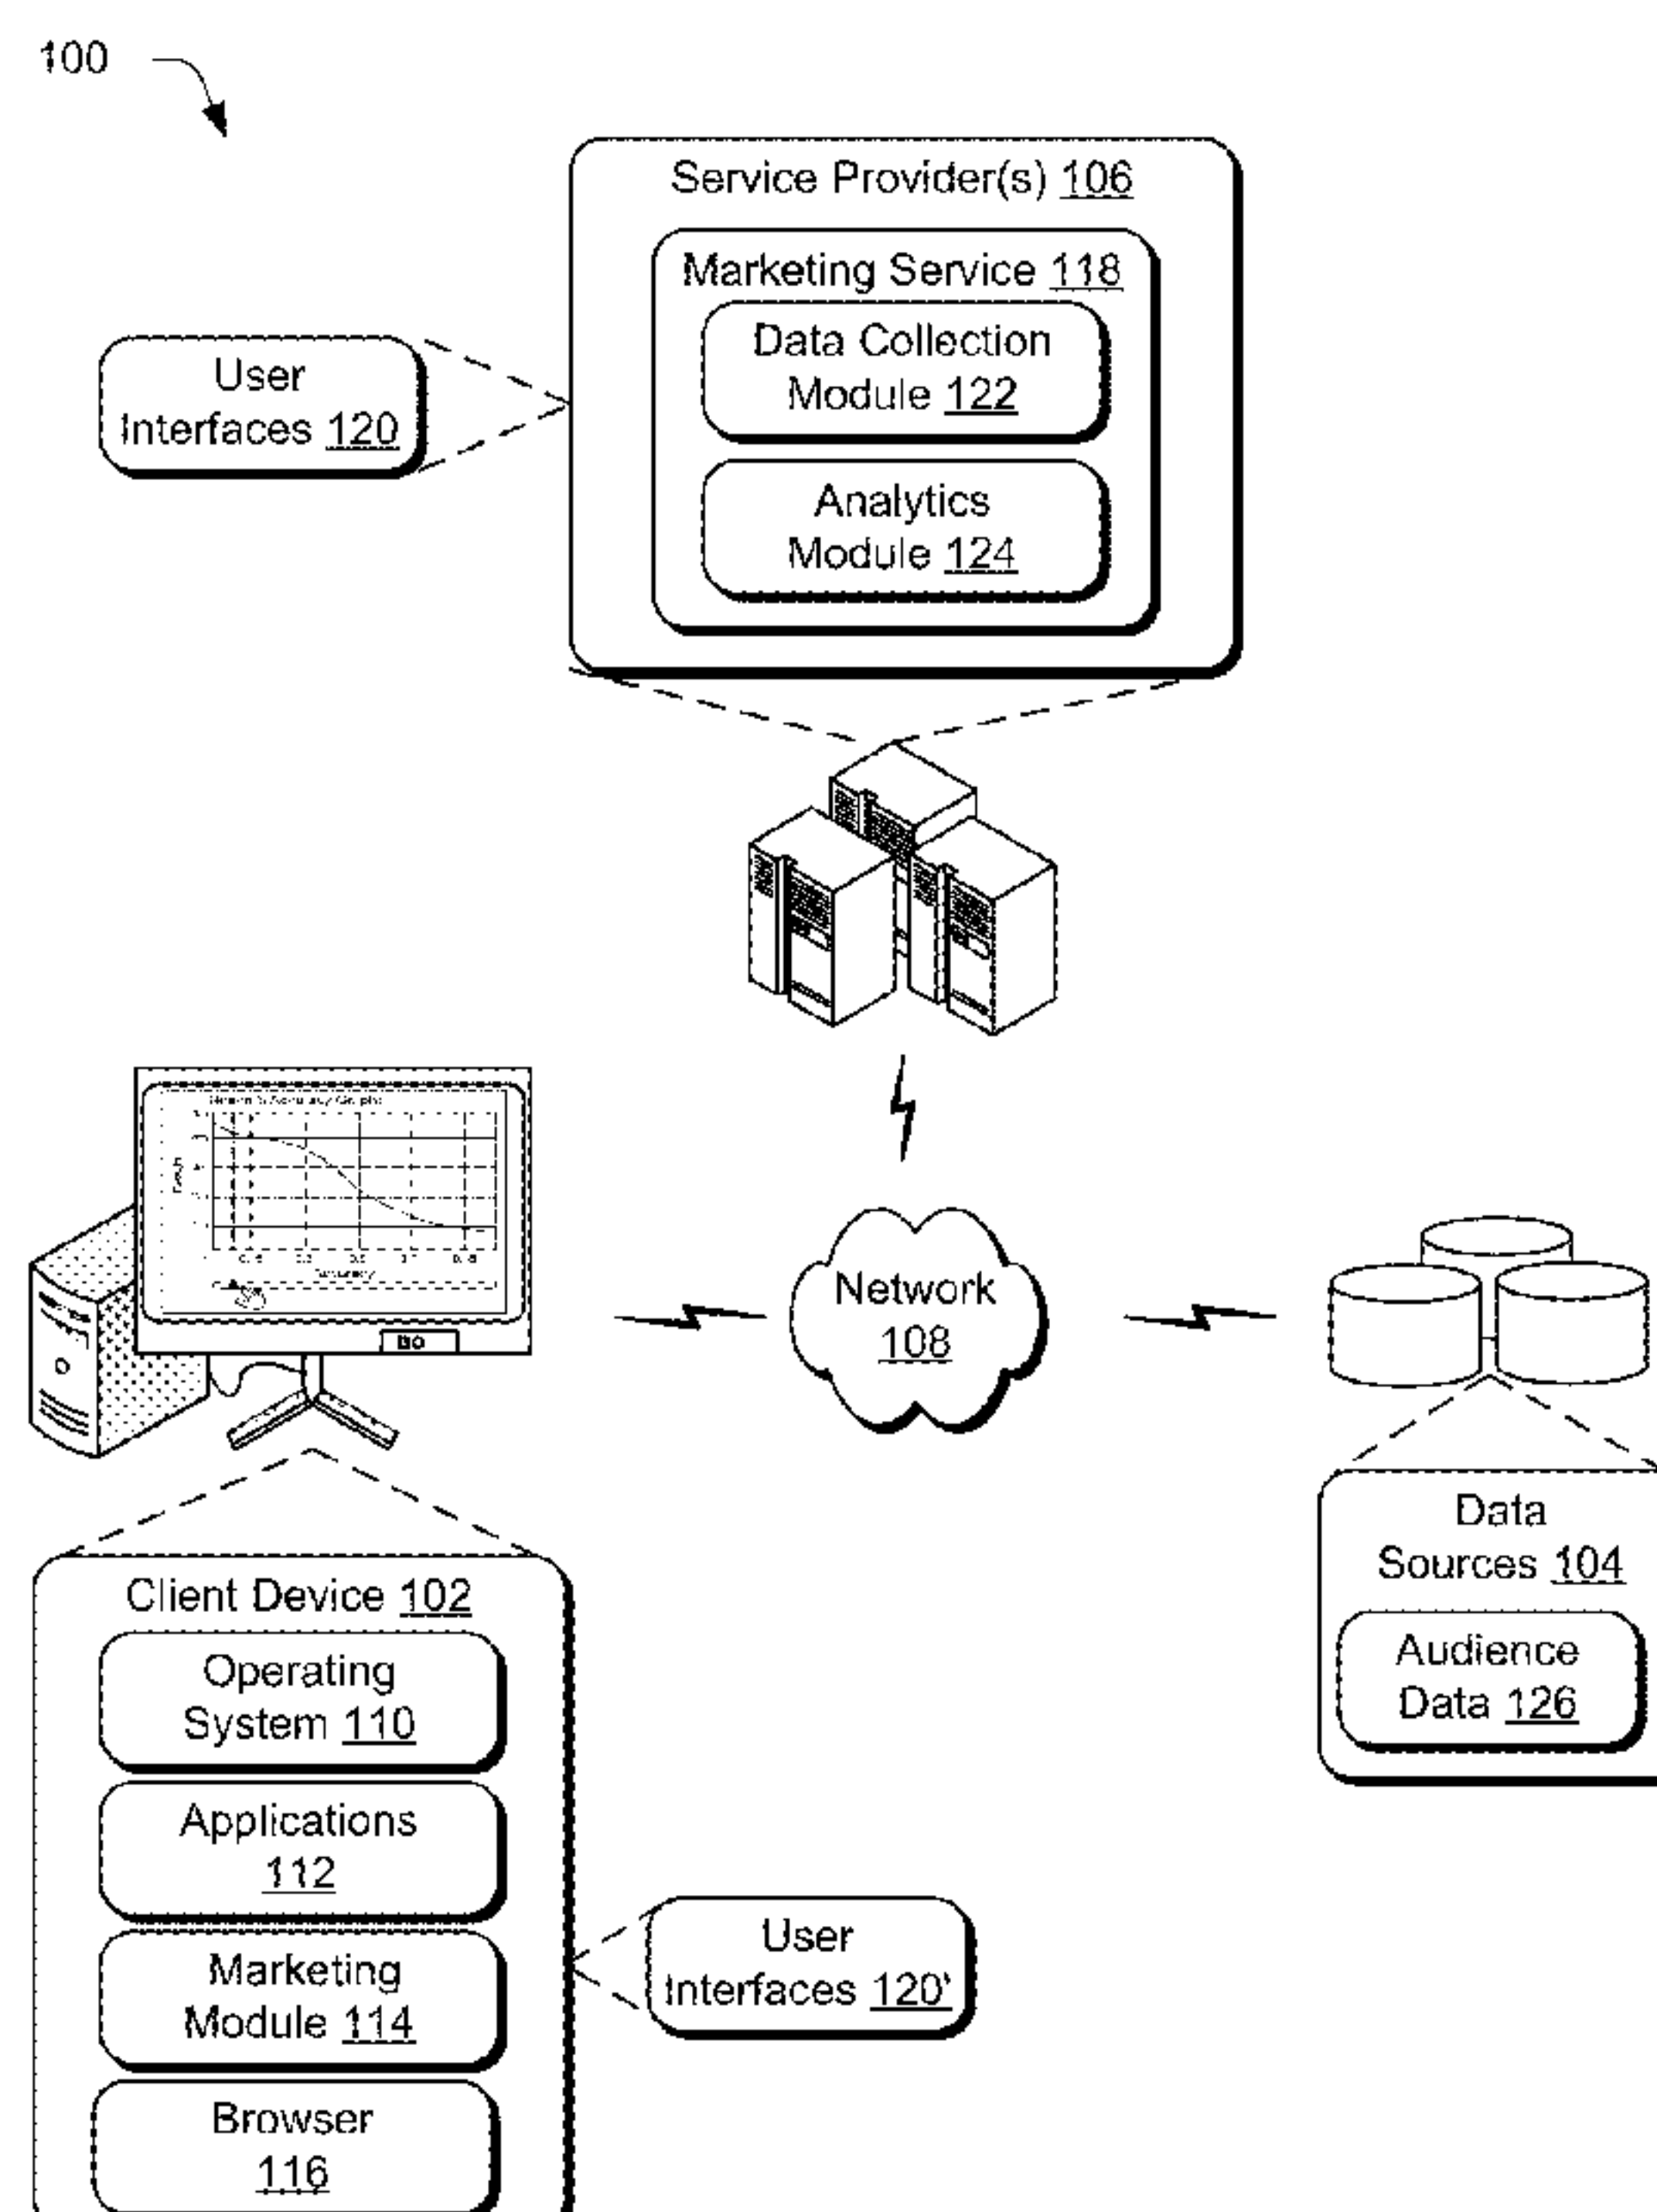 100
Service Provider(s) 106
Marketing Service 118
Data Collection
Module 122
Analytics
Module 124
User
Interfaces 120
Network
108
Client Device 102
Operating
System 110
Applications
112
Marketing
Module 114
Browser
116
User
Interfaces 120'
Data
Sources 104
Audience
Data 126